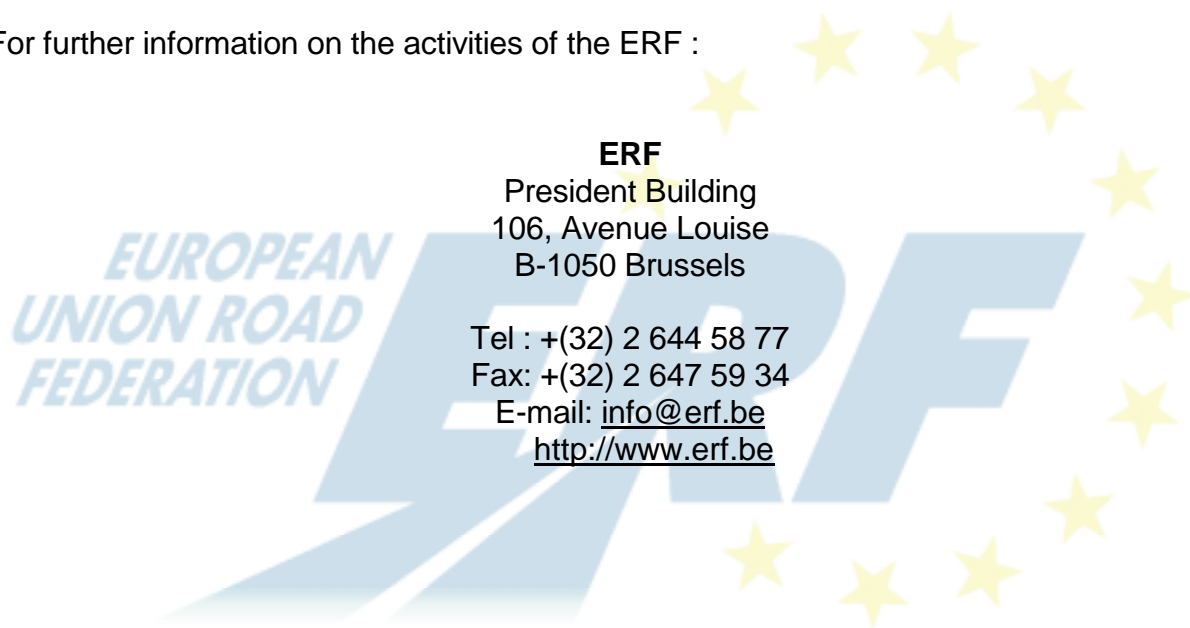 For further information on the activities of the ERF :
ERF
President Building
106, Avenue Louise
B-1050 Brussels
Tel : +(32) 2 644 58 77
Fax: +(32) 2 647 59 34
E-mail: info@erf.be
http://www.erf.be
EUROPEAN
UNION ROAD
FEDERATION
ERF